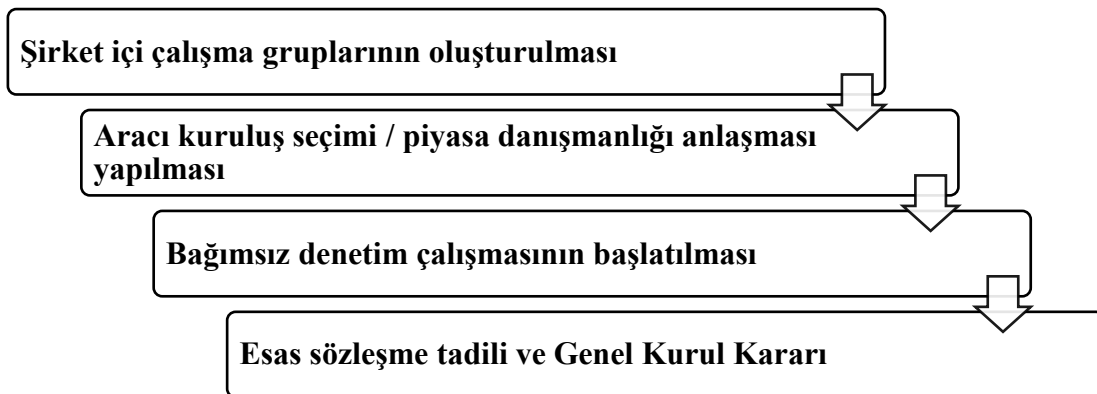 Şirket içi çalışma gruplarının oluşturulması
Aracı kuruluş seçimi / piyasa danışmanlığı anlaşması
yapılması
Bağımsız denetim çalışmasının başlatılması
Esas sözleşme tadili ve Genel Kurul Kararı